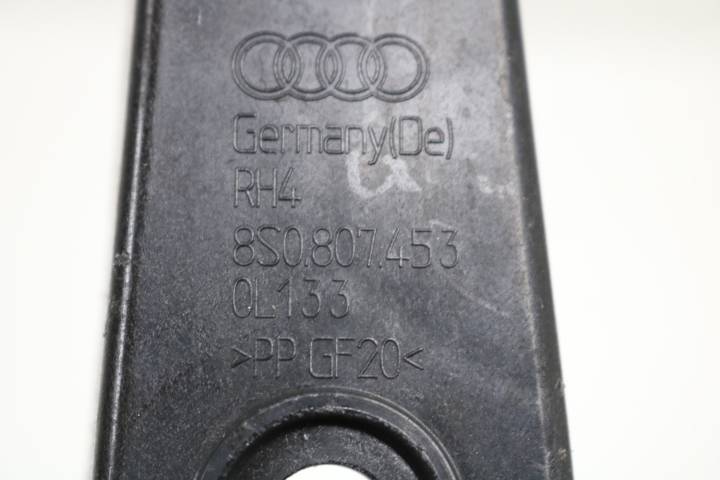 Germany(De)
RH4
8S0.807.453
0L133
>PP GF20<